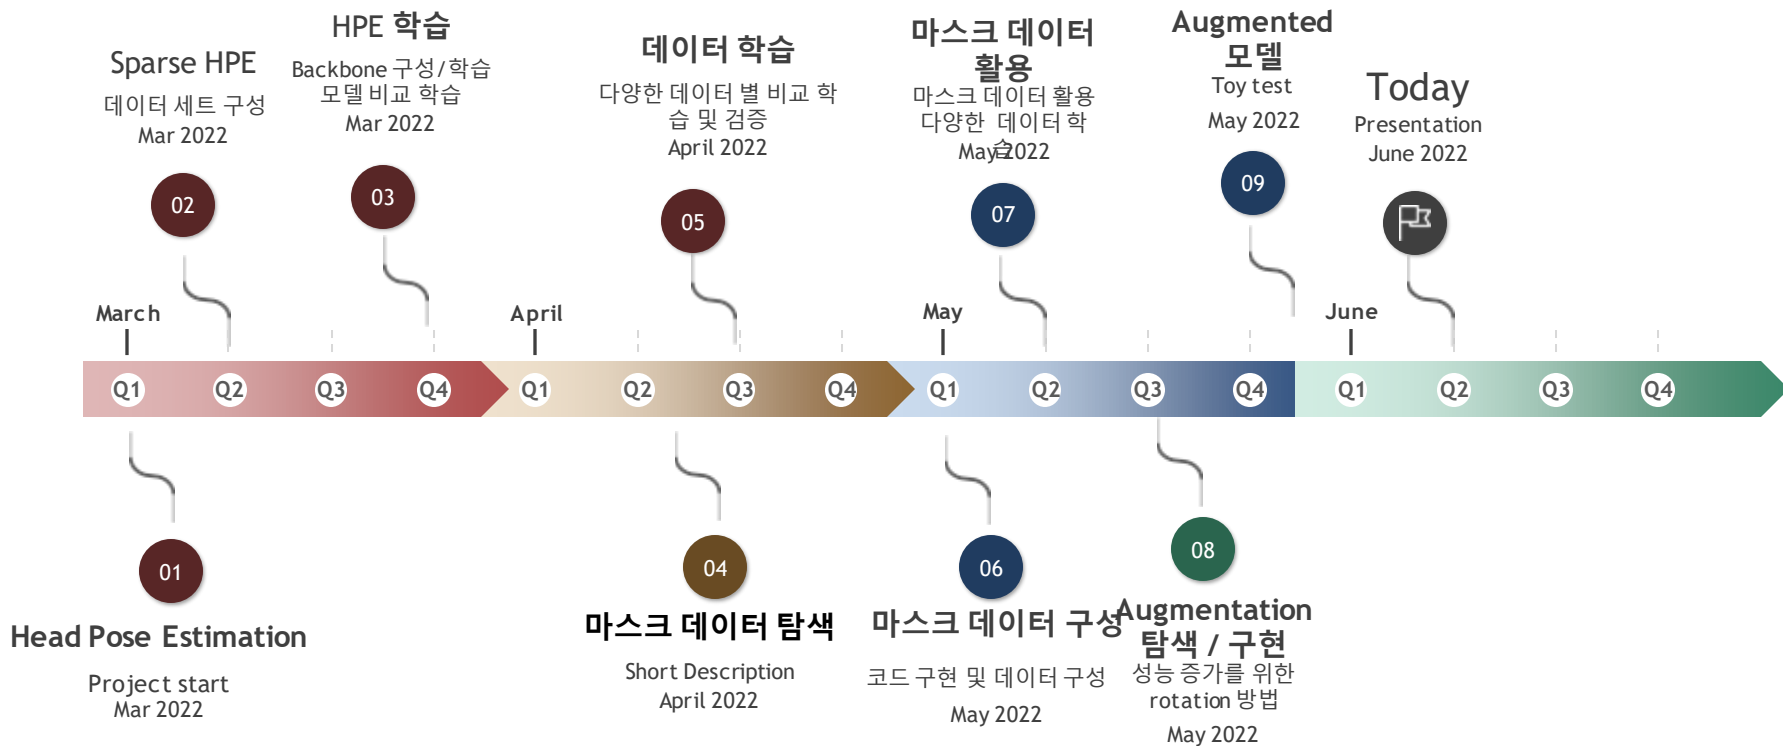 Sparse HPE
데이터 세트 구성
Mar 2022
02
HPE 학습
Backbone 구성/학습
모델 비교 학습
Mar 2022
03
데이터 학습
다양한 데이터 별 비교 학
습 및 검증
April 2022
05
마스크 데이터
활용
마스크 데이터 활용
다양한 데이터 학
습
May 2022
07
Augmented
모델
Toy test
May 2022
09
Today
Presentation
June 2022
March
April
May
June
Q1 Q2 Q3 Q4 Q1 Q2 Q3 Q4 Q1 Q2 Q3 Q4 Q1 Q2 Q3 Q4
01
Head Pose Estimation
Project start
Mar 2022
04
마스크 데이터 탐색
Short Description
April 2022
06
마스크 데이터 구성
코드 구현 및 데이터 구성
May 2022
08
Augmentation
탐색 / 구현
성능 증가를 위한
rotation 방법
May 2022